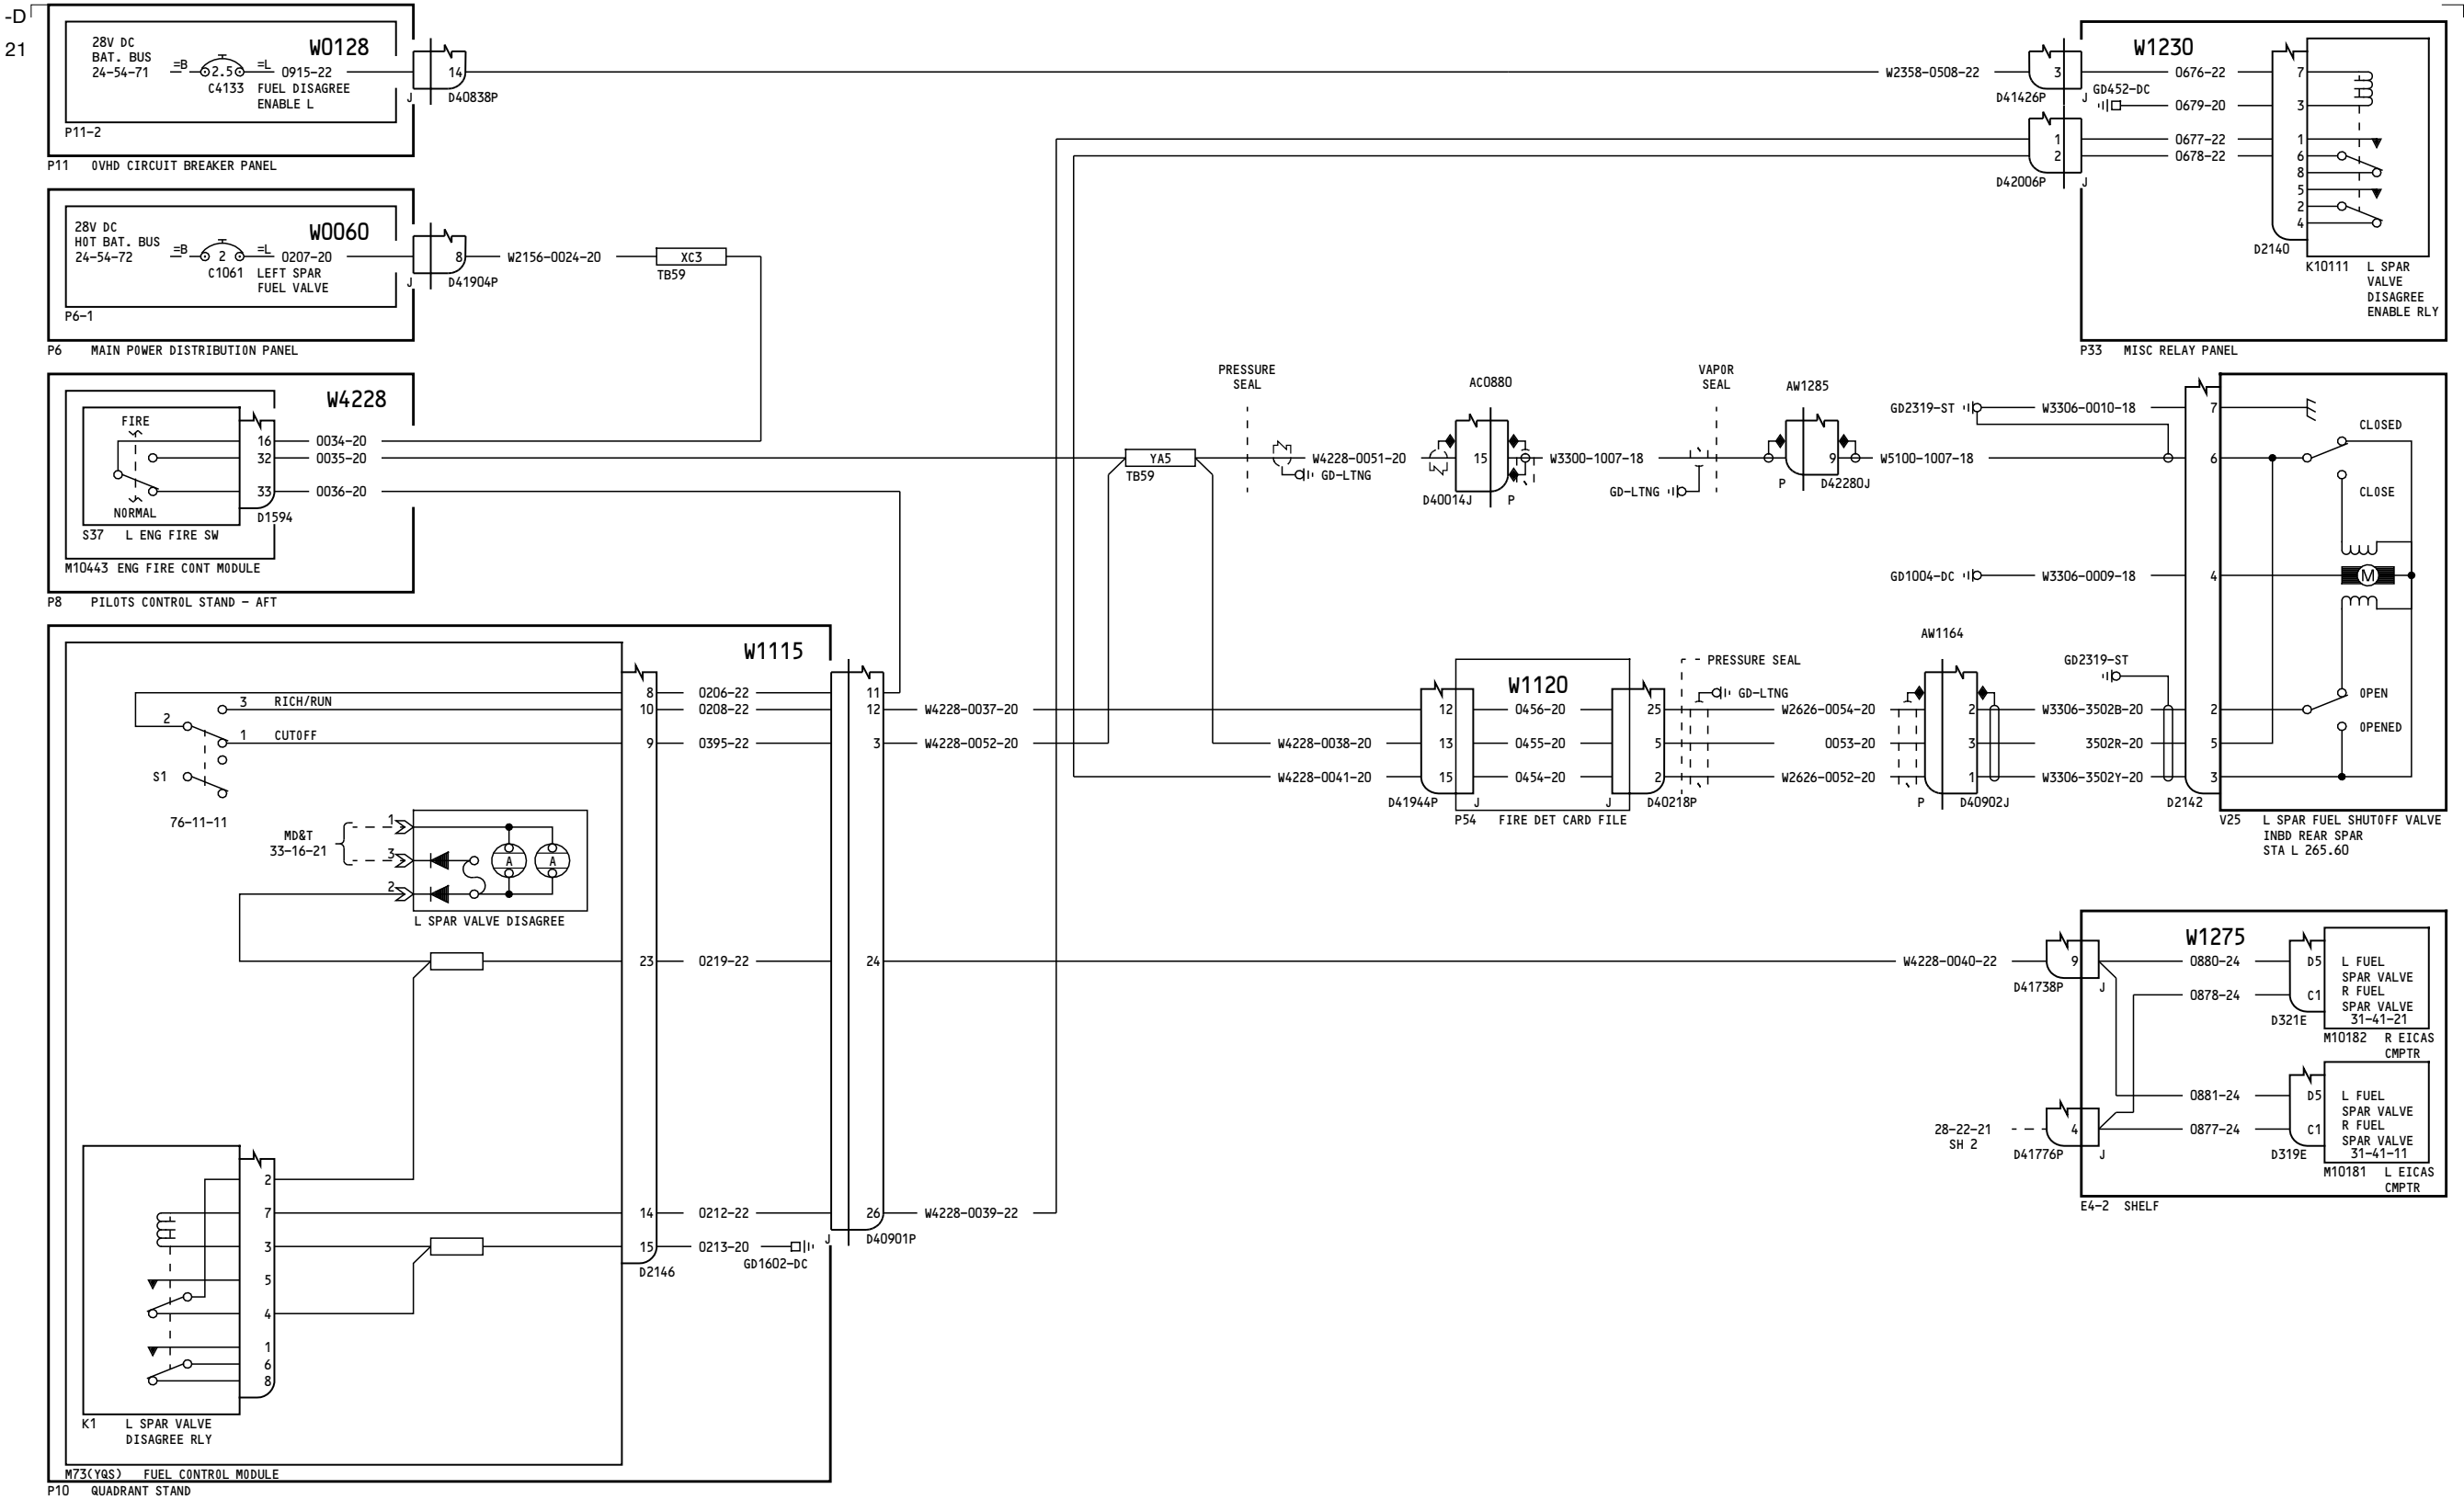 -D
21
28V DC
BAT. BUS
24-54-71
=B
2.5
=L
C4133
W0128
0915-22
FUEL DISAGREE
ENABLE L
P11-2
P11 OVHD CIRCUIT BREAKER PANEL
14
J
D40838P
W2358-0508-22
3
D41426P
J
1
2
D42006P
J
W1230
0676-22
GD452-DC
0679-20
0677-22
0678-22
7
3
1
6
8
5
2
4
D2140
K10111 L SPAR
VALVE
DISAGREE
ENABLE RLY
P33 MISC RELAY PANEL
28V DC
HOT BAT. BUS
24-54-72
=B
2
=L
C1061
W0060
0207-20
LEFT SPAR
FUEL VALVE
P6-1
P6 MAIN POWER DISTRIBUTION PANEL
8
J
D41904P
W2156-0024-20
XC3
TB59
W4228
FIRE
NORMAL
16
32
33
D1594
0034-20
0035-20
0036-20
S37 L ENG FIRE SW
M10443 ENG FIRE CONT MODULE
P8 PILOTS CONTROL STAND - AFT
YA5
TB59
PRESSURE
SEAL
GD-LTNG
W4228-0051-20
AC0880
15
D40014J
P
W3300-1007-18
GD-LTNG
VAPOR
SEAL
AW1285
9
P
D42280J
W5100-1007-18
GD2319-ST
W3306-0010-18
GD1004-DC
W3306-0009-18
7
6
4
2
5
3
D2142
CLOSED
CLOSE
M
OPEN
OPENED
V25 L SPAR FUEL SHUTOFF VALVE
INBD REAR SPAR
STA L 265.60
W1115
3 RICH/RUN
2
1 CUTOFF
S1
76-11-11
8
10
9
0206-22
0208-22
0395-22
11
12
3
W4228-0037-20
W4228-0052-20
W4228-0038-20
W4228-0041-20
12
13
15
D41944P
J
W1120
0456-20
0455-20
0454-20
25
5
2
J
D40218P
P54 FIRE DET CARD FILE
PRESSURE SEAL
GD-LTNG
W2626-0054-20
0053-20
W2626-0052-20
AW1164
2
3
1
P
D40902J
GD2319-ST
W3306-3502B-20
3502R-20
W3306-3502Y-20
MD&T
33-16-21
1
3
2
A
A
L SPAR VALVE DISAGREE
23
0219-22
24
W4228-0040-22
9
D41738P
J
28-22-21
SH 2
4
D41776P
J
W1275
0880-24
0878-24
0881-24
0877-24
D5
C1
D321E
L FUEL
SPAR VALVE
R FUEL
SPAR VALVE
31-41-21
M10182 R EICAS
CMPTR
D5
C1
D319E
L FUEL
SPAR VALVE
R FUEL
SPAR VALVE
31-41-11
M10181 L EICAS
CMPTR
E4-2 SHELF
2
7
3
5
4
1
6
8
K1 L SPAR VALVE
DISAGREE RLY
14
15
D2146
0212-22
0213-20
GD1602-DC
26
J
D40901P
W4228-0039-22
M73(YQS) FUEL CONTROL MODULE
P10 QUADRANT STAND